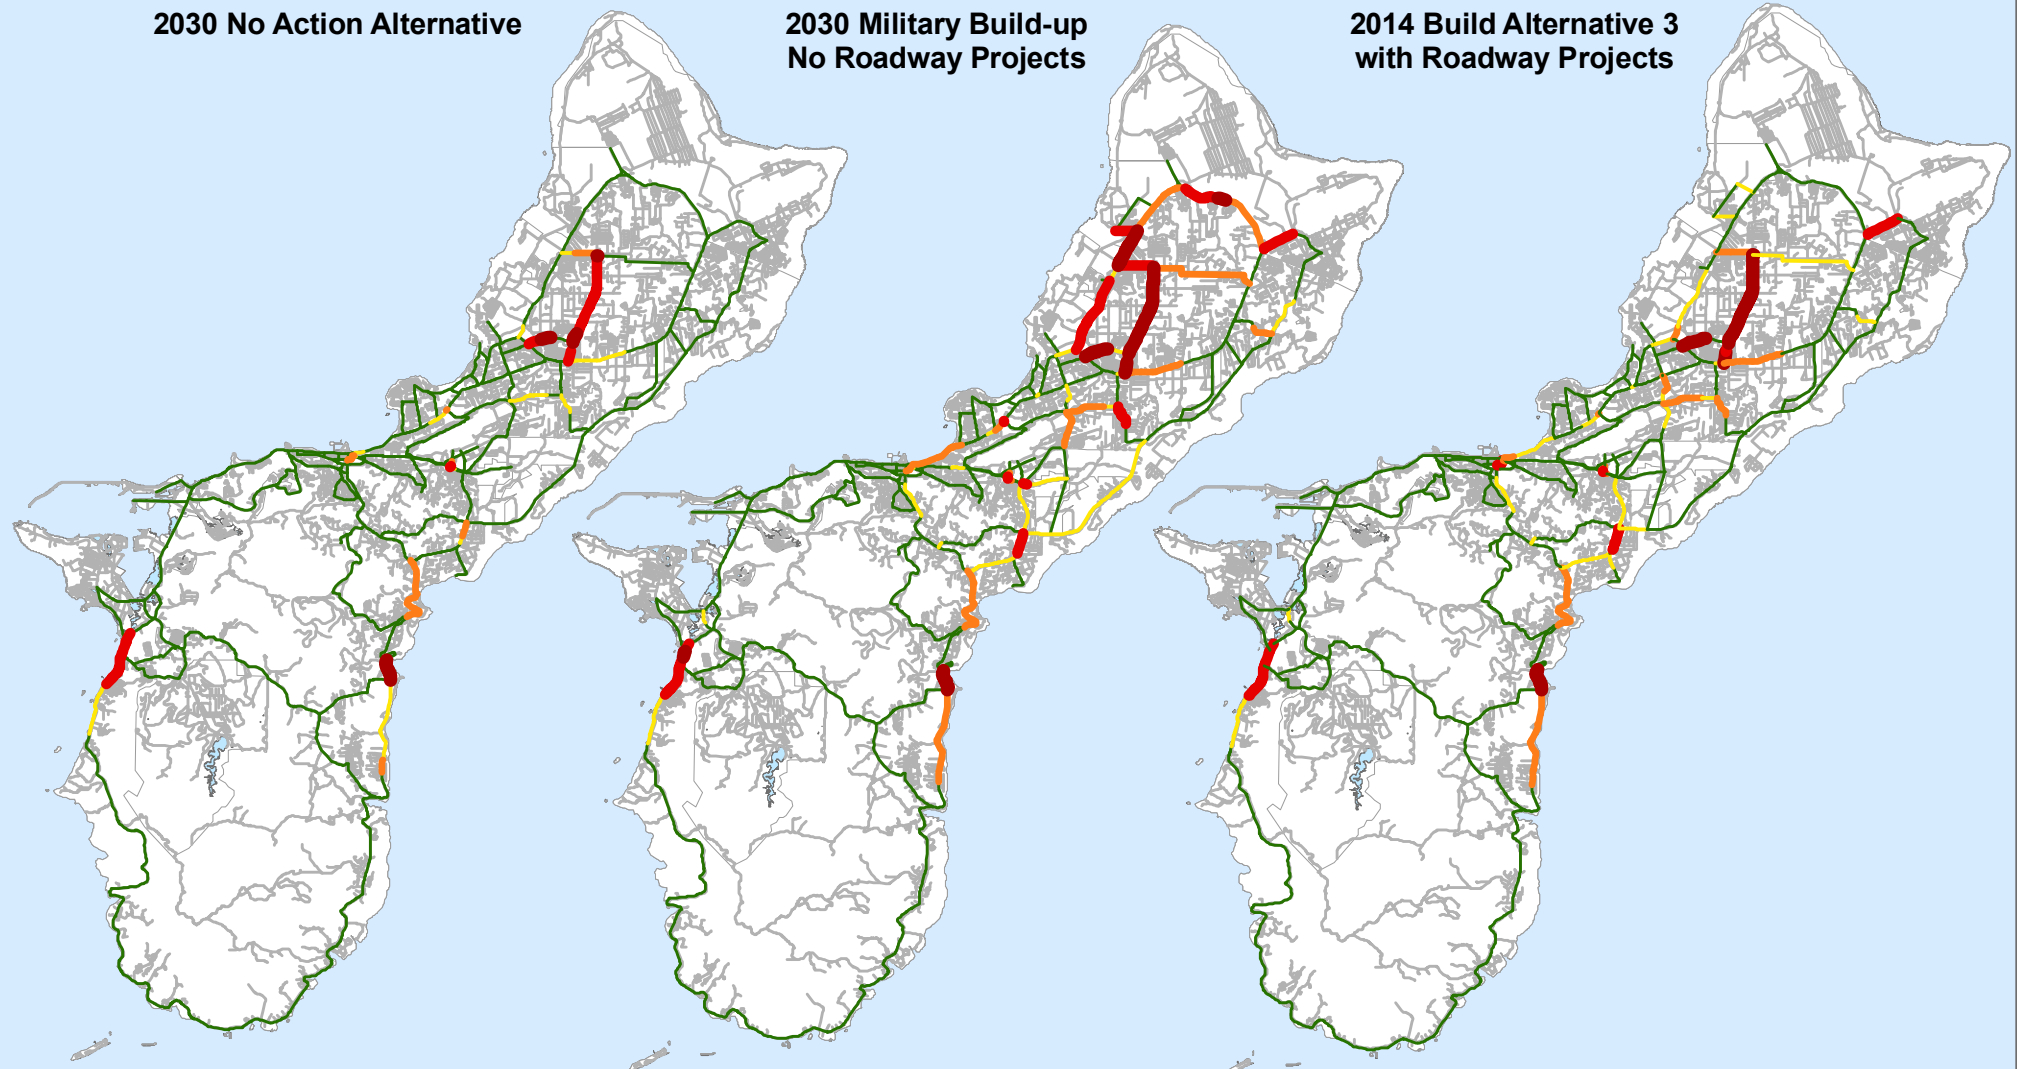 2030 No Action Alternative
2030 Military Build-up
No Roadway Projects
2014 Build Alternative 3
with Roadway Projects